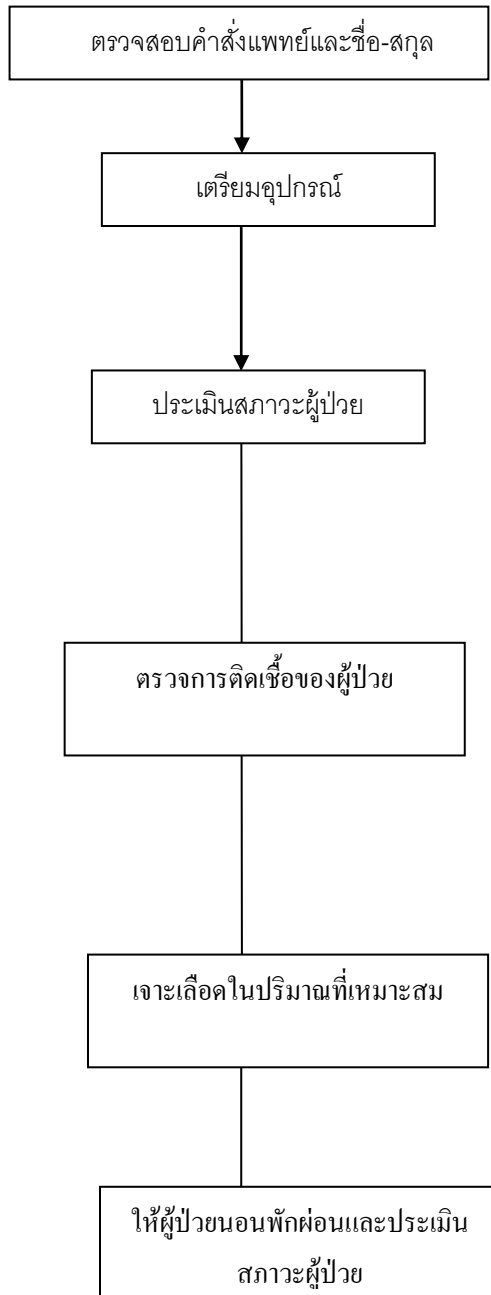 ตรวจสอบคำสั่งแพทย์และชื่อ-สกุล
เตรียมอุปกรณ์
ประเมินสภาวะผู้ป่วย
ตรวจการติดเชื้อของผู้ป่วย
เจาะเลือดในปริมาณที่เหมาะสม
ให้ผู้ป่วยนอนพักผ่อนและประเมิน
สภาวะผู้ป่วย